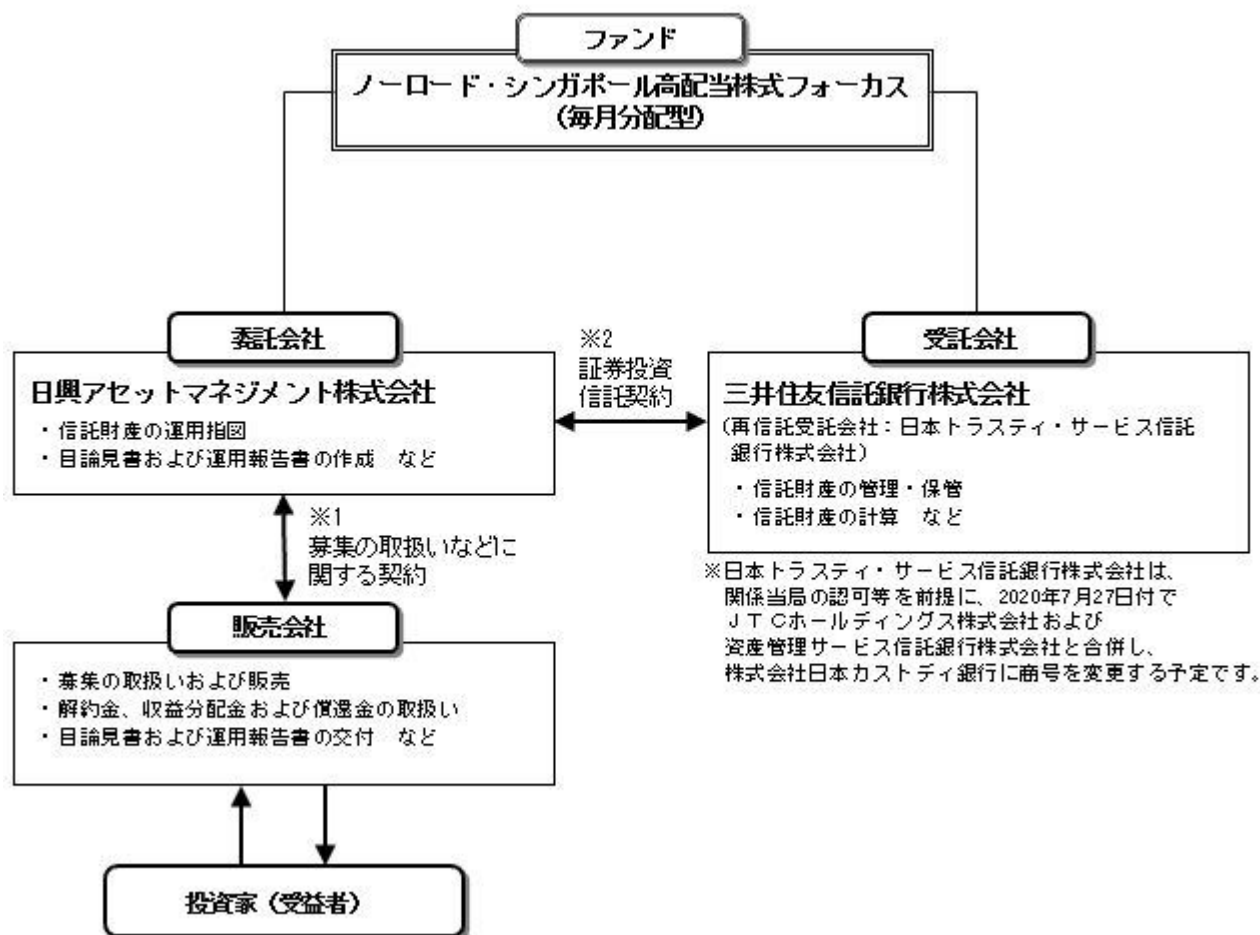 ファンド
ノーロード・シンガポール高配当株式フォーカス
(毎月分配型)
委託会社
日興アセットマネジメント株式会社
・信託財産の運用指図
・目論見書および運用報告書の作成 など
※2
証券投資
信託契約
受託会社
三井住友信託銀行株式会社
(再信託受託会社:日本トラスティ・サービス信託
銀行株式会社)
・信託財産の管理・保管
・信託財産の計算 など
※1
募集の取扱いなどに
関する契約
※日本トラスティ・サービス信託銀行株式会社は、
関係当局の認可等を前提に、2020年7月27日付で
JTCホールディングス株式会社および
資産管理サービス信託銀行株式会社と合併し、
株式会社日本カストディ銀行に商号を変更する予定です。
販売会社
・募集の取扱いおよび販売
・解約金、収益分配金および償還金の取扱い
・目論見書および運用報告書の交付 など
投資家(受益者)